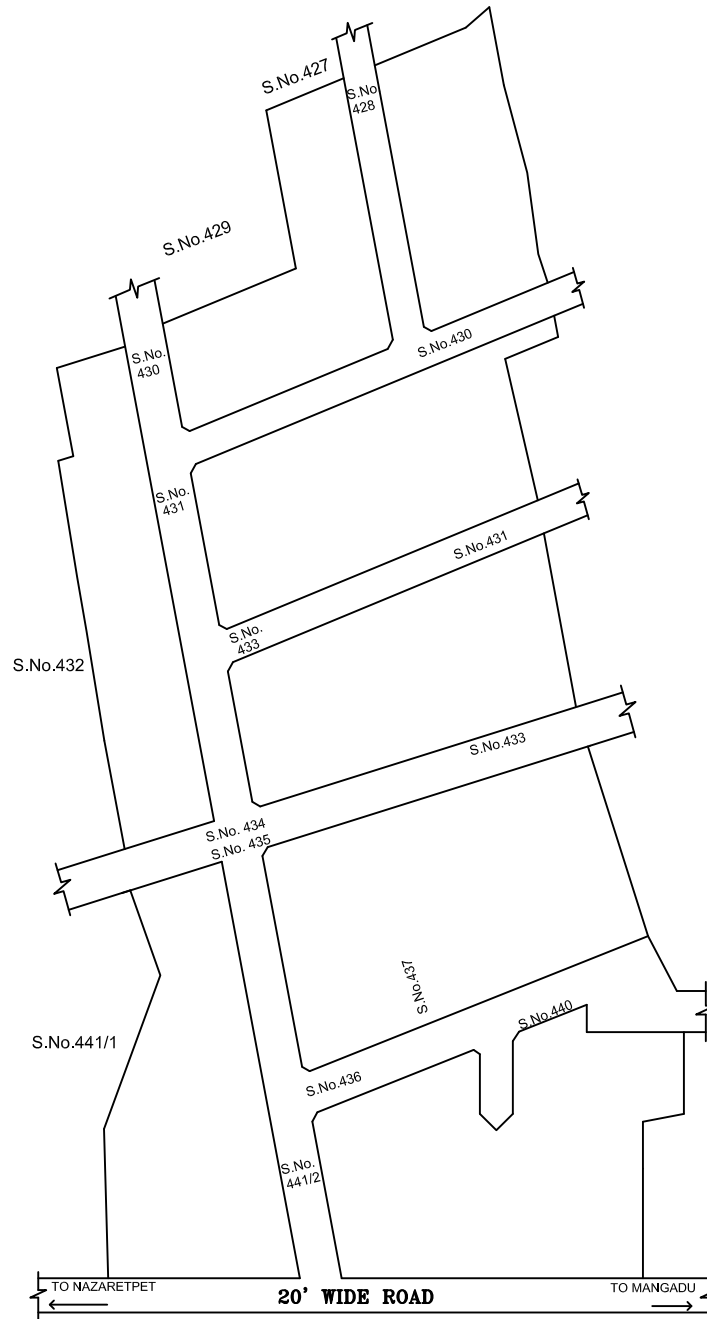 S.No.427
S.No
428
S.No.429
S.No.
430
S.No.430
S.No.
431
S.No.431
S.No.
433
S.No.432
S.No.433
S.No. 434
S.No. 435
S.No.437
S.No.440
S.No.441/1
S.No.436
S.No.
441/2
TO NAZARETPET
20' WIDE ROAD
TO MANGADU